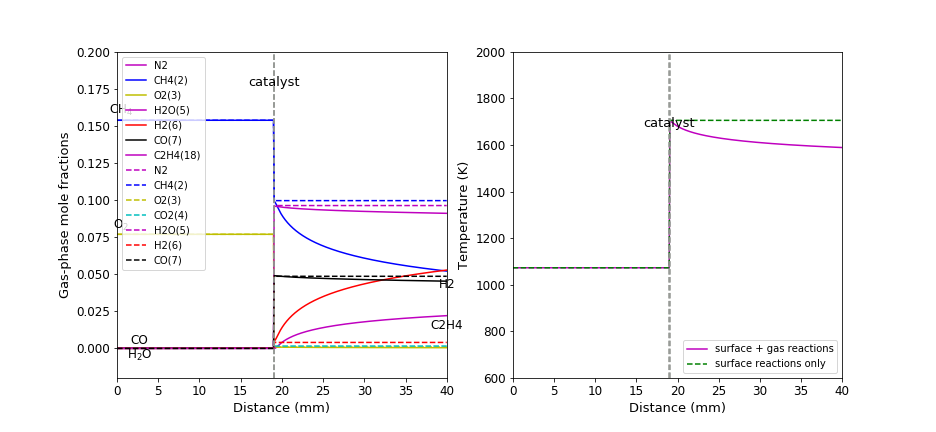 0.200
0.175
0.150
0.125
0.100
0.075
0.050
0.025
0.000
Gas-phase mole fractions
N2
CH4(2)
O2(3)
H2O(5)
H2(6)
CO(7)
C2H4(18)
N2
CH4(2)
O2(3)
CO2(4)
H2O(5)
H2(6)
CO(7)
catalyst
CO
H₂O
H2
C2H4
0 5 10 15 20 25 30 35 40
Distance (mm)
2000
1800
1600
1400
1200
1000
800
600
Temperature (K)
catalyst
surface + gas reactions
surface reactions only
0 5 10 15 20 25 30 35 40
Distance (mm)